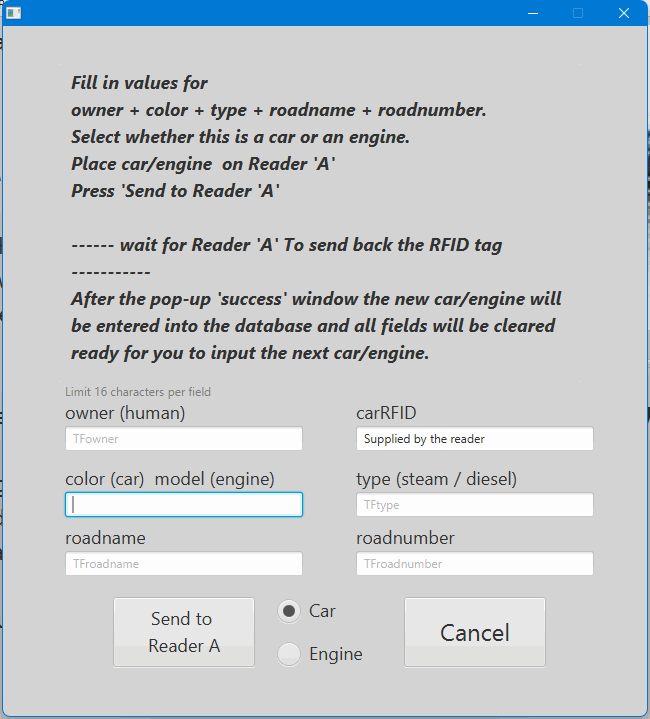 Fill in values for
owner + color + type + roadname + roadnumber.
Select whether this is a car or an engine.
Place car/engine  on Reader 'A'
Press 'Send to Reader 'A'
------ wait for Reader 'A' To send back the RFID tag
-----------
After the pop-up 'success' window the new car/engine will
be entered into the database and all fields will be cleared
ready for you to input the next car/engine.
Limit 16 characters per field
owner (human)
TFowner
carRFID
Supplied by the reader
color (car)  model (engine)
type (steam / diesel)
TFtype
roadname
TFroadname
roadnumber
TFroadnumber
Send to
Reader A
Car
Engine
Cancel